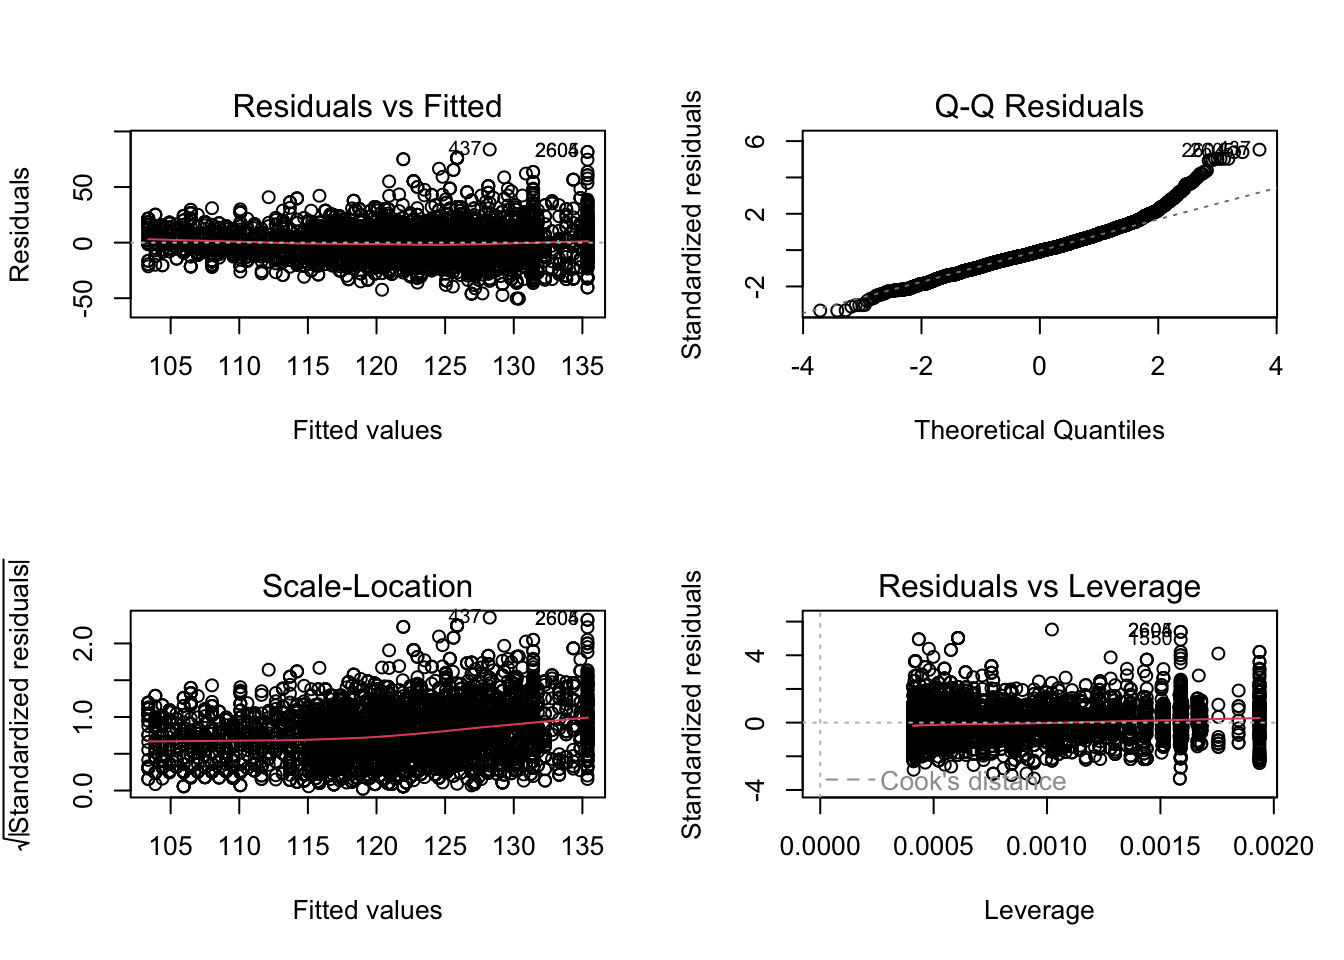 Residuals vs Fitted
Residuals
50
0
-50
437
105 110 115 120 125 130 135
Fitted values
Q-Q Residuals
Standardized residuals
6
2
-2
-4 -2 0 2 4
Theoretical Quantiles
Scale-Location
√|Standardized residuals|
2.0
1.0
0.0
437
105 110 115 120 125 130 135
Fitted values
Residuals vs Leverage
Standardized residuals
4
0
-4
Cook's distance
0.0000 0.0005 0.0010 0.0015 0.0020
Leverage